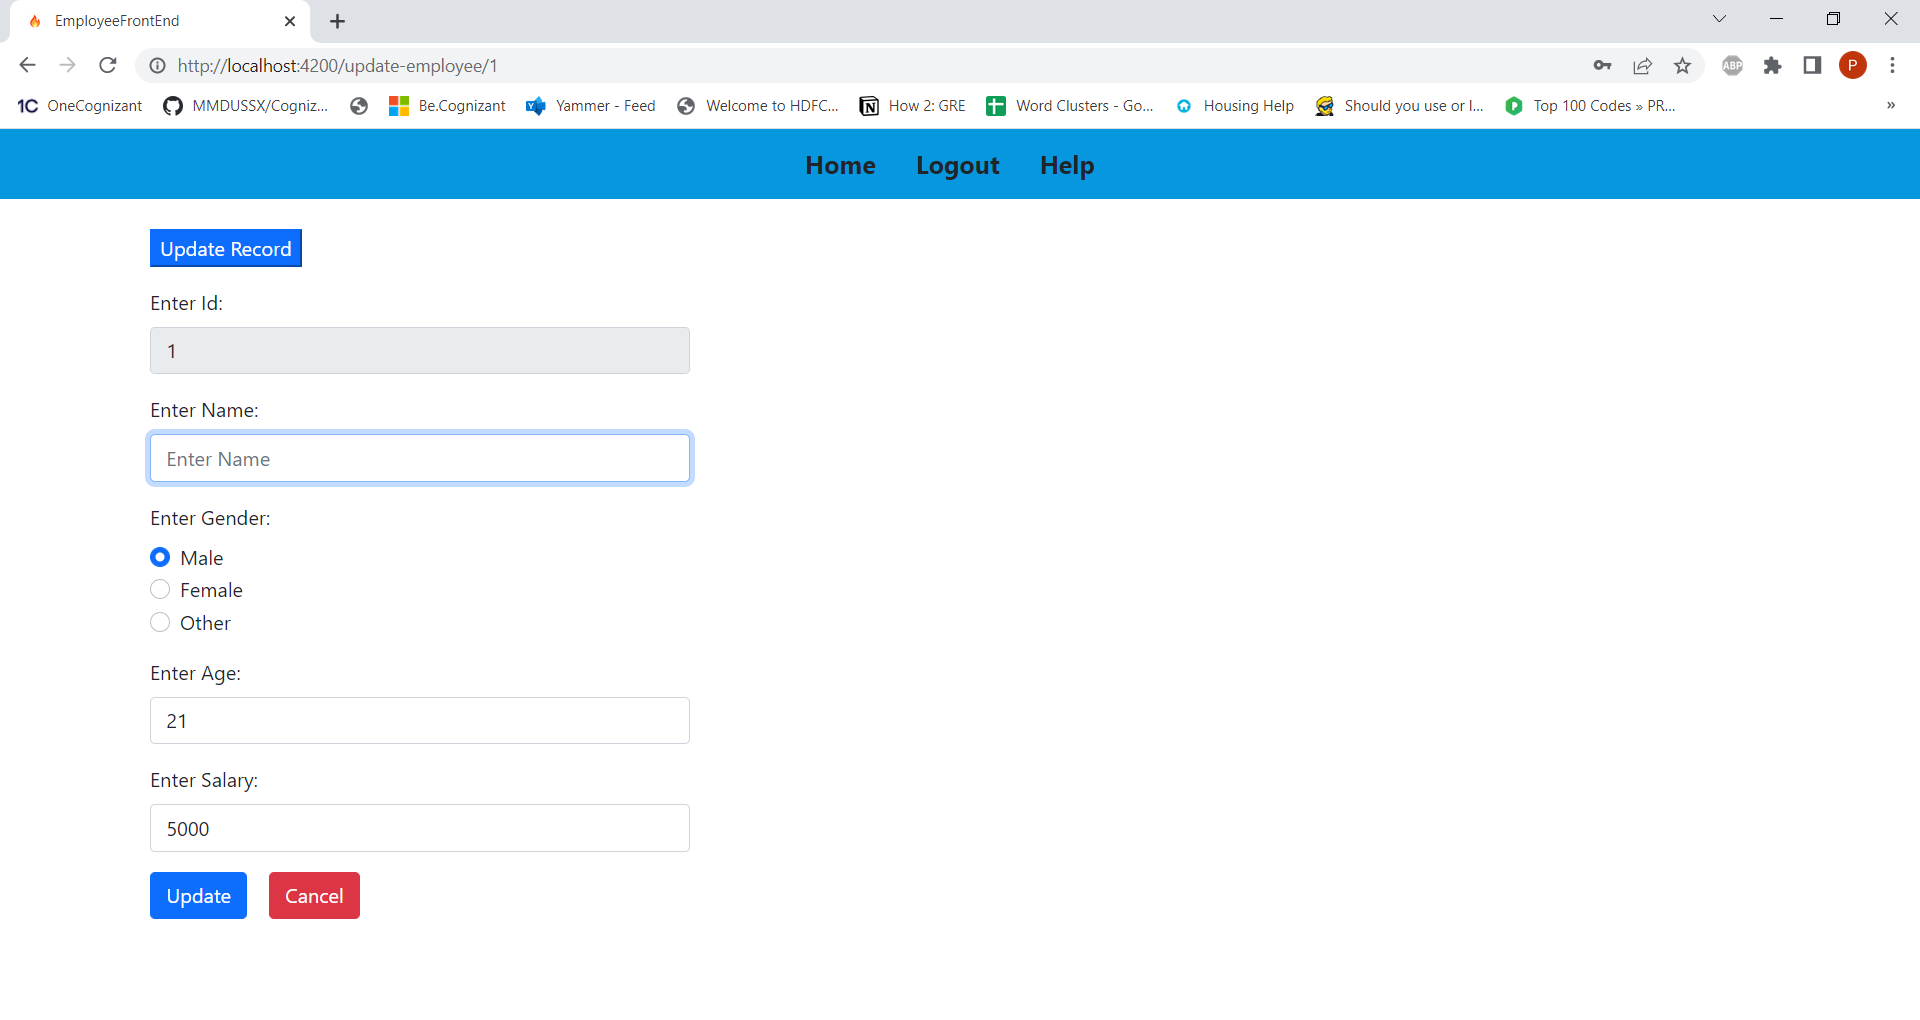 EmployeeFrontEnd
http://localhost:4200/update-employee/1
ABP
P
1C OneCognizant MMDUSSX/Cogniz... Be.Cognizant Yammer - Feed Welcome to HDFC... How 2: GRE Word Clusters - Go... Housing Help Should you use or l... Top 100 Codes » PR... »
Home Logout Help
Update Record
Enter Id:
1
Enter Name:
Enter Name
Enter Gender:
Male
Female
Other
Enter Age:
21
Enter Salary:
5000
Update Cancel